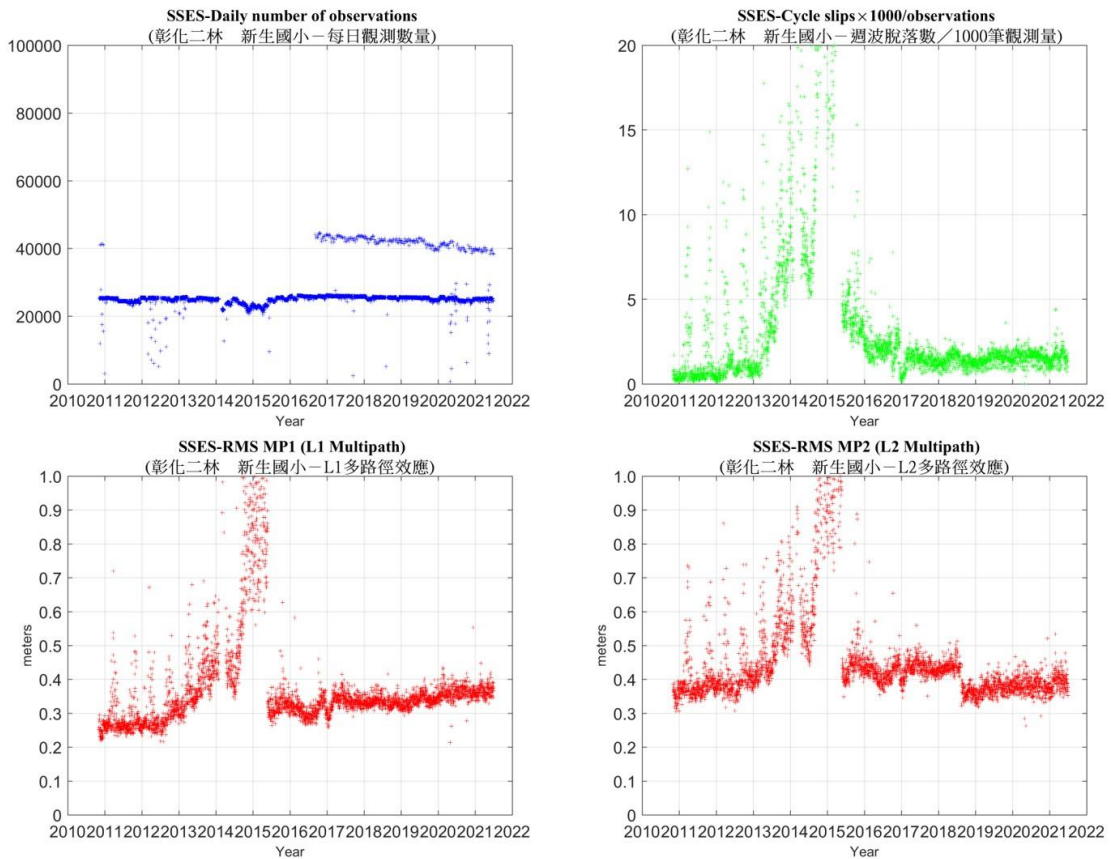 SSES-Daily number of observations
(彰化二林　新生國小－每日觀測數量)
100000
80000
60000
40000
20000
0
2010 2011 2012 2013 2014 2015 2016 2017 2018 2019 2020 2021 2022
Year
SSES-Cycle slips×1000/observations
(彰化二林　新生國小－週波脫落數／1000筆觀測量)
20
15
10
5
0
2010 2011 2012 2013 2014 2015 2016 2017 2018 2019 2020 2021 2022
Year
SSES-RMS MP1 (L1 Multipath)
(彰化二林　新生國小－L1多路徑效應)
meters
1.0
0.9
0.8
0.7
0.6
0.5
0.4
0.3
0.2
0.1
0
2010 2011 2012 2013 2014 2015 2016 2017 2018 2019 2020 2021 2022
Year
SSES-RMS MP2 (L2 Multipath)
(彰化二林　新生國小－L2多路徑效應)
meters
1.0
0.9
0.8
0.7
0.6
0.5
0.4
0.3
0.2
0.1
0
2010 2011 2012 2013 2014 2015 2016 2017 2018 2019 2020 2021 2022
Year